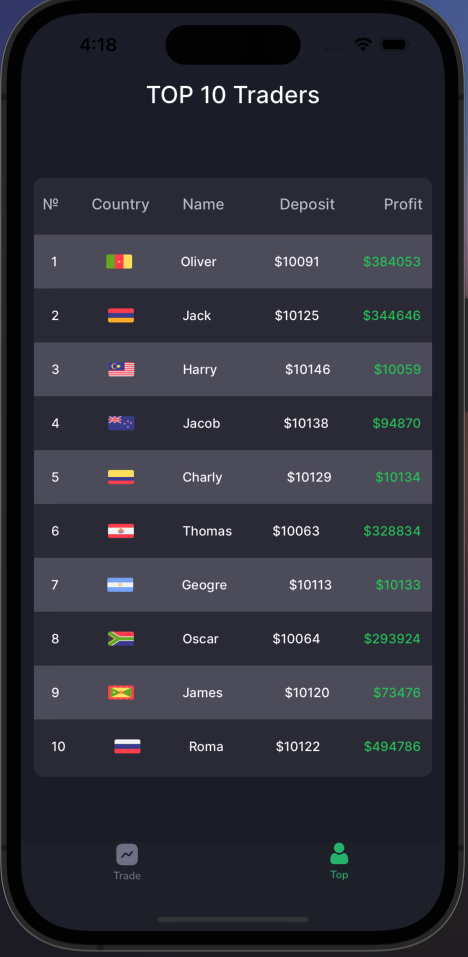 4:18
TOP 10 Traders
№ Country Name Deposit Profit
1 Oliver $10091 $384053
2 Jack $10125 $344646
3 Harry $10146 $10059
4 Jacob $10138 $94870
5 Charly $10129 $10134
6 Thomas $10063 $328834
7 Geogre $10113 $10133
8 Oscar $10064 $293924
9 James $10120 $73476
10 Roma $10122 $494786
Trade Top